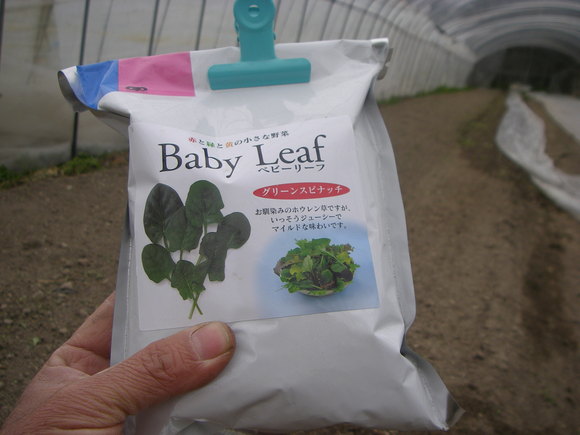 赤と緑と黄の小さな野菜
Baby Leaf
ベビーリーフ
グリーンスピナッチ
お馴染みのホウレン草ですが、
いっそうジューシーで
マイルドな味わいです。